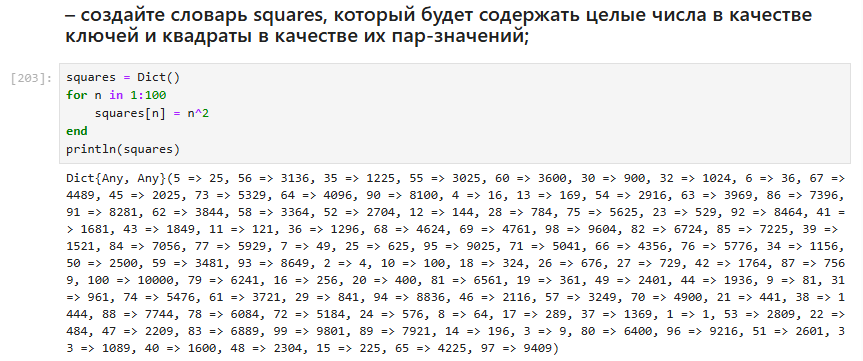 – создайте словарь squares, который будет содержать целые числа в качестве
ключей и квадраты в качестве их пар-значений;
[203]:
squares = Dict()
for n in 1:100
    squares[n] = n^2
end
println(squares)
Dict{Any, Any}(5 => 25, 56 => 3136, 35 => 1225, 55 => 3025, 60 => 3600, 30 => 900, 32 => 1024, 6 => 36, 67 =>
4489, 45 => 2025, 73 => 5329, 64 => 4096, 90 => 8100, 4 => 16, 13 => 169, 54 => 2916, 63 => 3969, 86 => 7396,
91 => 8281, 62 => 3844, 58 => 3364, 52 => 2704, 12 => 144, 28 => 784, 75 => 5625, 23 => 529, 92 => 8464, 41 =
> 1681, 43 => 1849, 11 => 121, 36 => 1296, 68 => 4624, 69 => 4761, 98 => 9604, 82 => 6724, 85 => 7225, 39 =>
1521, 84 => 7056, 77 => 5929, 7 => 49, 25 => 625, 95 => 9025, 71 => 5041, 66 => 4356, 76 => 5776, 34 => 1156,
50 => 2500, 59 => 3481, 93 => 8649, 2 => 4, 10 => 100, 18 => 324, 26 => 676, 27 => 729, 42 => 1764, 87 => 756
9, 100 => 10000, 79 => 6241, 16 => 256, 20 => 400, 81 => 6561, 19 => 361, 49 => 2401, 44 => 1936, 9 => 81, 31
=> 961, 74 => 5476, 61 => 3721, 29 => 841, 94 => 8836, 46 => 2116, 57 => 3249, 70 => 4900, 21 => 441, 38 => 1
444, 88 => 7744, 78 => 6084, 72 => 5184, 24 => 576, 8 => 64, 17 => 289, 37 => 1369, 1 => 1, 53 => 2809, 22 =>
484, 47 => 2209, 83 => 6889, 99 => 9801, 89 => 7921, 14 => 196, 3 => 9, 80 => 6400, 96 => 9216, 51 => 2601, 3
3 => 1089, 40 => 1600, 48 => 2304, 15 => 225, 65 => 4225, 97 => 9409)